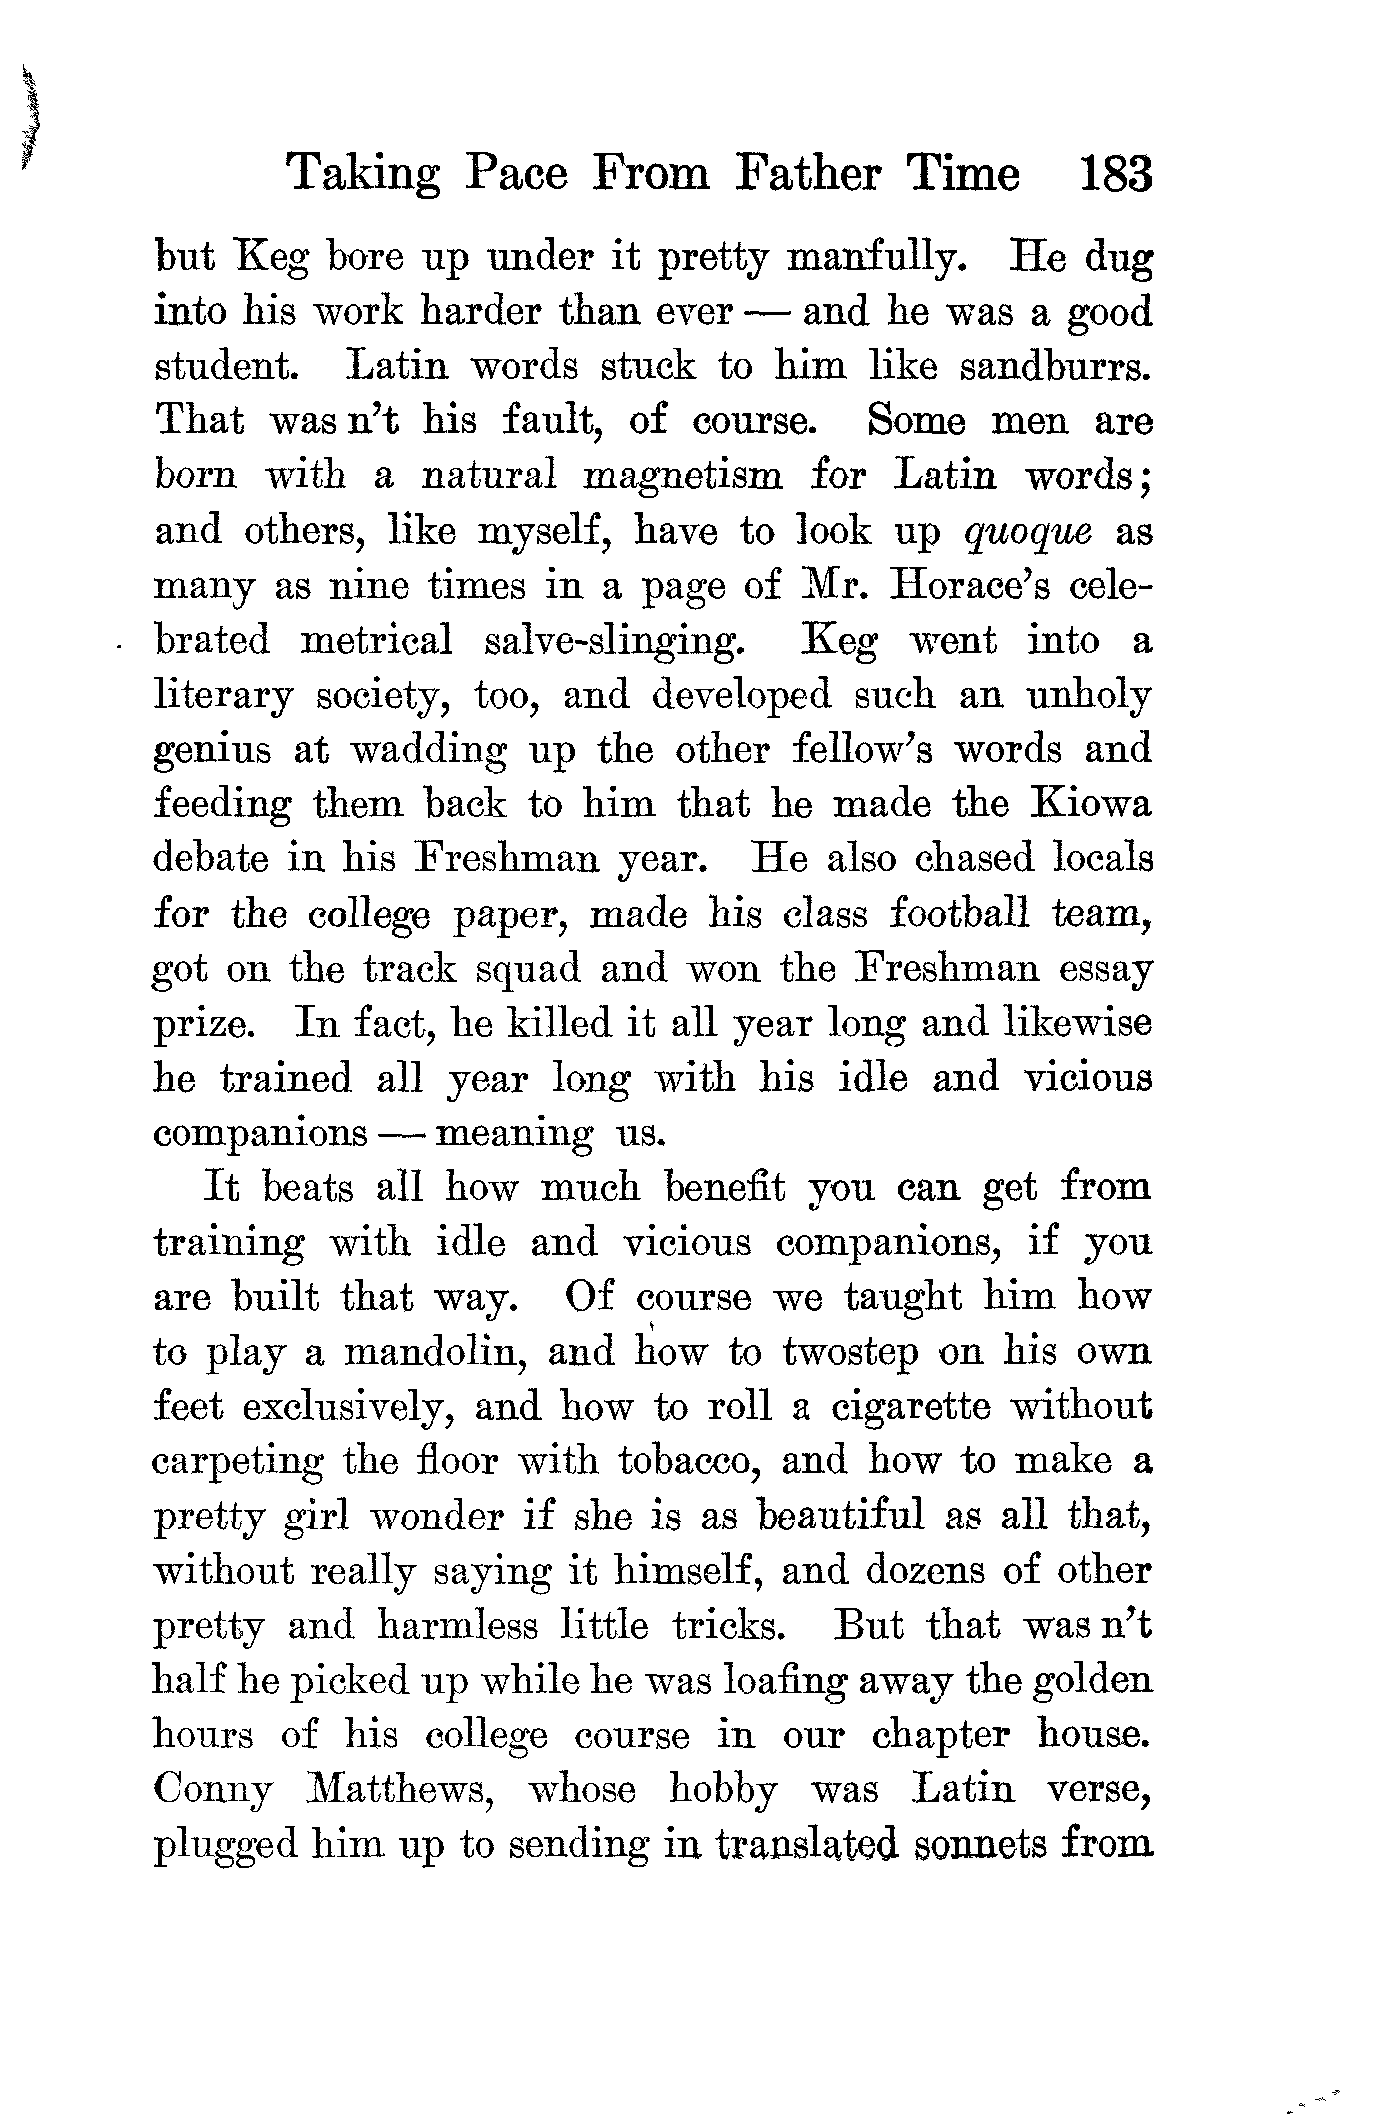 Taking Pace From Father Time 183
but Keg bore up under it pretty manfully. He dug
into his work harder than ever — and he was a good
student. Latin words stuck to him like sandburrs.
That was n't his fault, of course. Some men are
born with a natural magnetism for Latin words;
and others, like myself, have to look up quoque as
many as nine times in a page of Mr. Horace's cele-
brated metrical salve-slinging. Keg went into a
literary society, too, and developed such an unholy
genius at wadding up the other fellow's words and
feeding them back to him that he made the Kiowa
debate in his Freshman year. He also chased locals
for the college paper, made his class football team,
got on the track squad and won the Freshman essay
prize. In fact, he killed it all year long and likewise
he trained all year long with his idle and vicious
companions — meaning us.
It beats all how much benefit you can get from
training with idle and vicious companions, if you
are built that way. Of course we taught him how
to play a mandolin, and how to twostep on his own
feet exclusively, and how to roll a cigarette without
carpeting the floor with tobacco, and how to make a
pretty girl wonder if she is as beautiful as all that,
without really saying it himself, and dozens of other
pretty and harmless little tricks. But that was n't
half he picked up while he was loafing away the golden
hours of his college course in our chapter house.
Conny Matthews, whose hobby was Latin verse,
plugged him up to sending in translated sonnets from